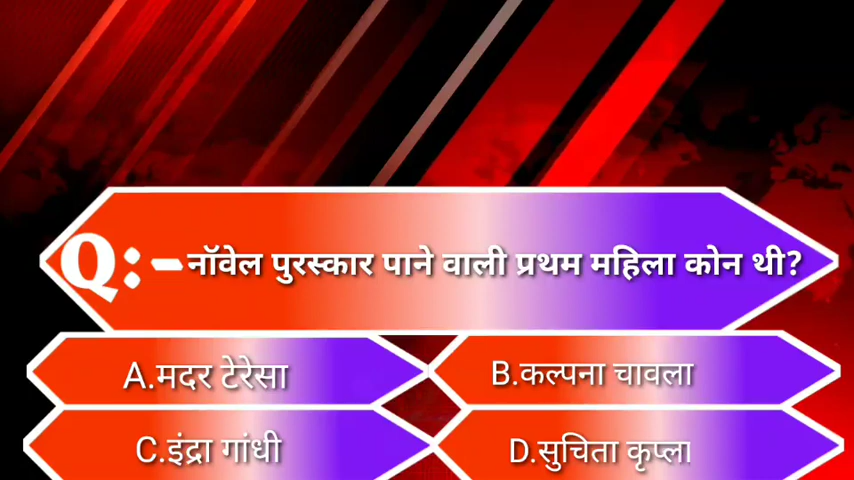 Q:-नॉवेल पुरस्कार पाने वाली प्रथम महिला कोन थी?
A.मदर टेरेसा
B.कल्पना चावला
C.इंद्रा गांधी
D.सुचिता कृप्ला